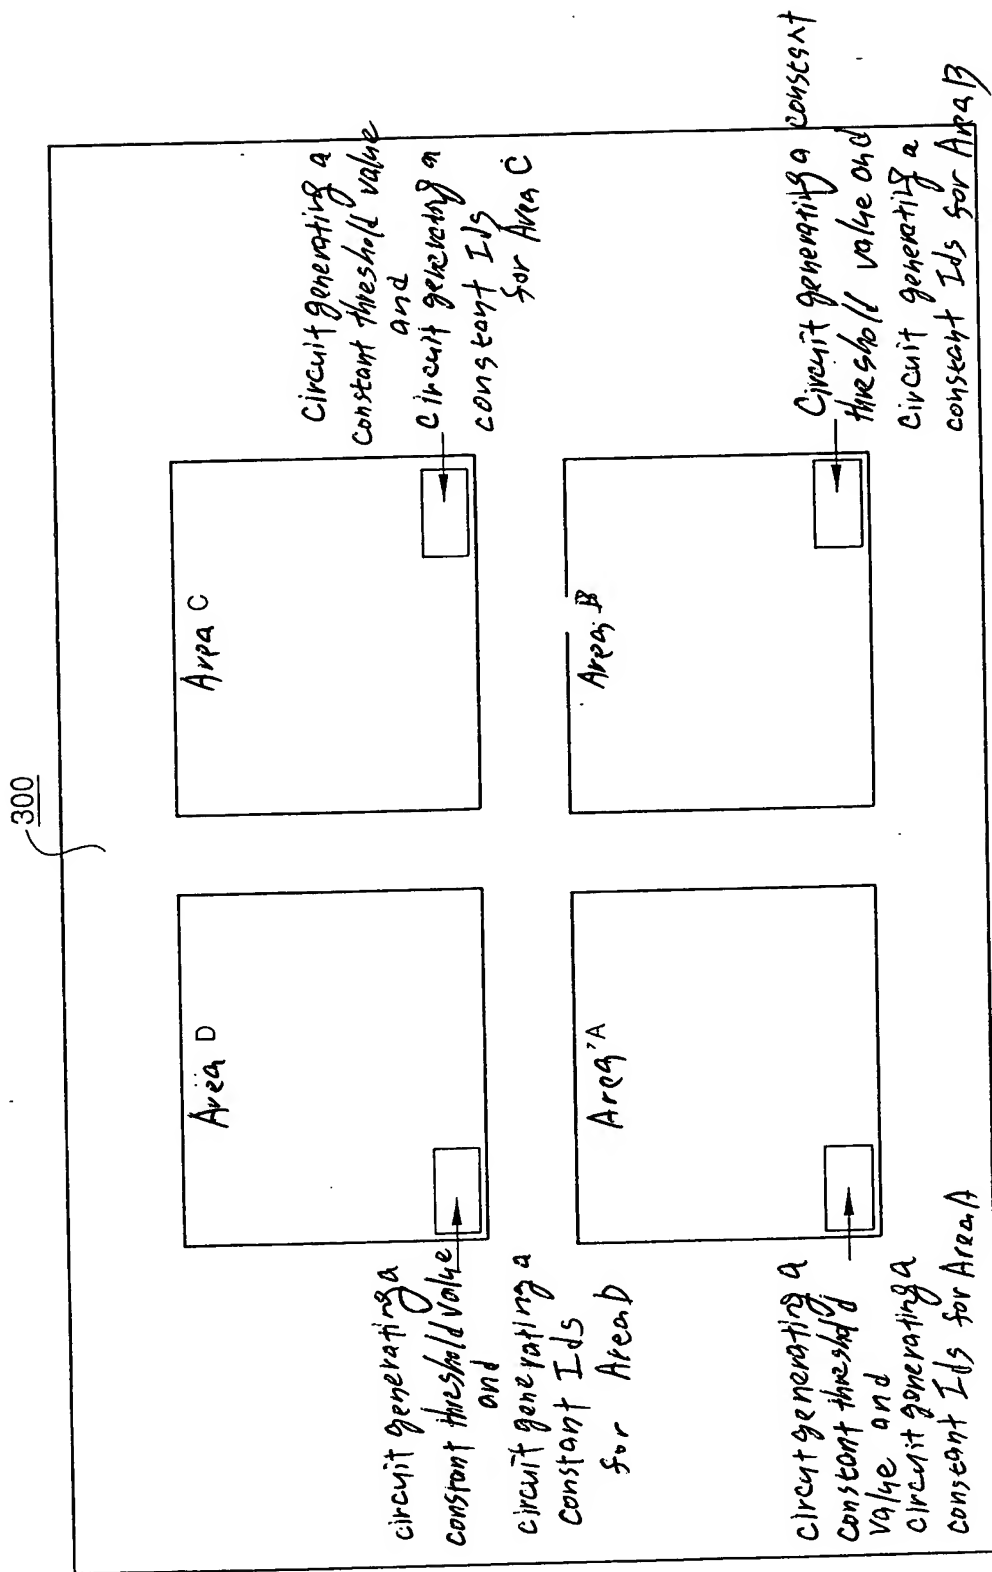 300
Area D
circuit generating a
constant threshold value
and
circuit generating a
constant Ids
for Area D
Area C
Circuit generating a
constant threshold value
and
circuit generating a
constant Ids
for Area C
Area A
circut generating a
constant threshold
value and
circuit generating a
constant Ids for Area A
Area B
Circuit generating a constant
threshold value and
circuit generating a
constant Ids for Area B